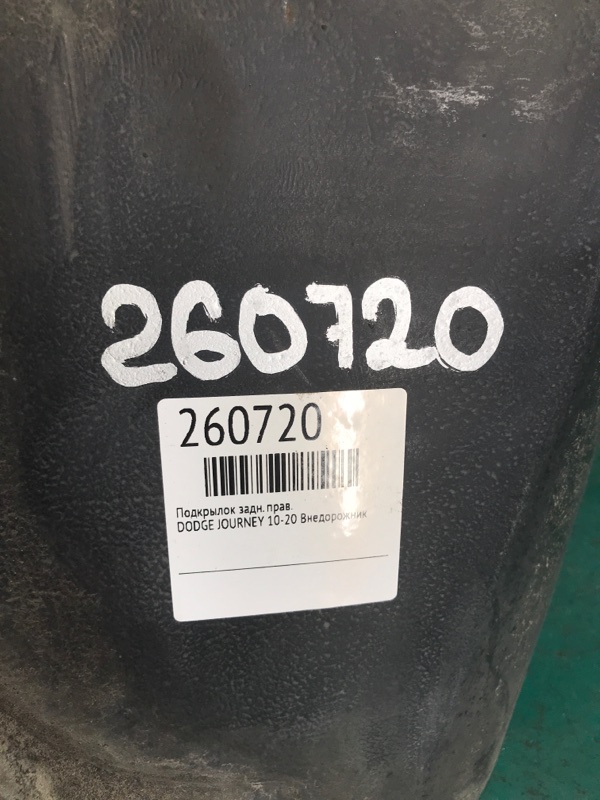 260720
260720
Подкрылок задн. прав.
DODGE JOURNEY 10-20 Внедорожник